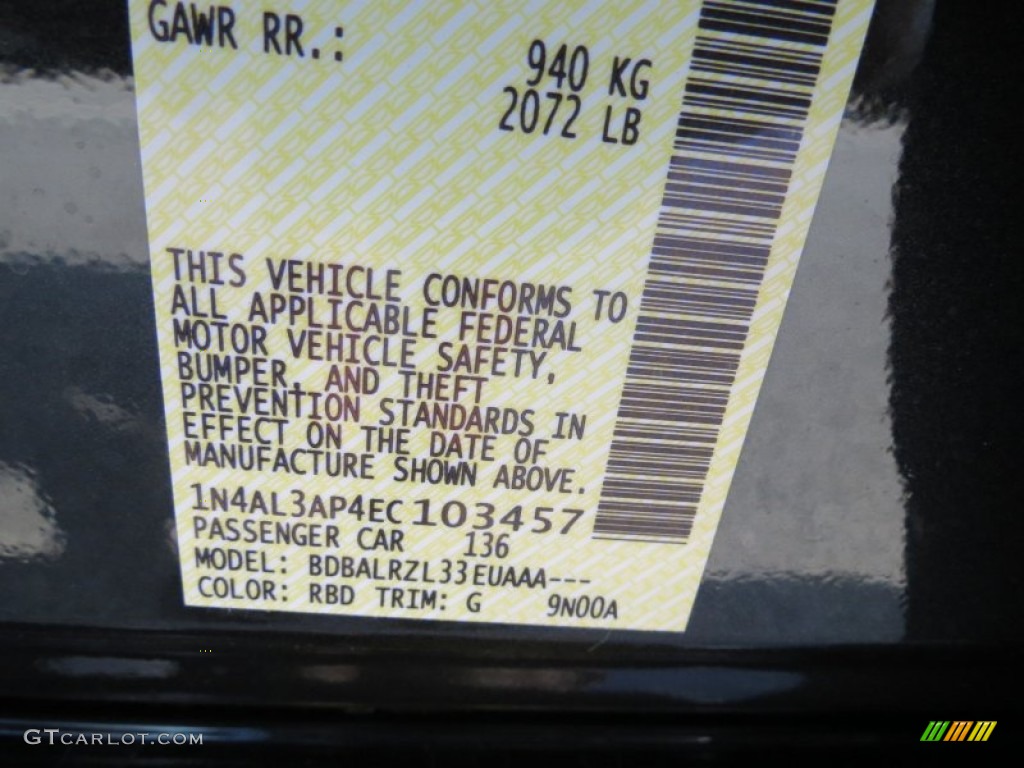 GAWR RR.:
940 KG
2072 LB
THIS VEHICLE CONFORMS TO
ALL APPLICABLE FEDERAL
MOTOR VEHICLE SAFETY,
BUMPER, AND THEFT
PREVENTION STANDARDS IN
EFFECT ON THE DATE OF
MANUFACTURE SHOWN ABOVE.
1N4AL3AP4EC103457
PASSENGER CAR 136
MODEL: BDBALRZL33EUAAA---
COLOR: RBD TRIM: G 9N00A
GTCARLOT.COM